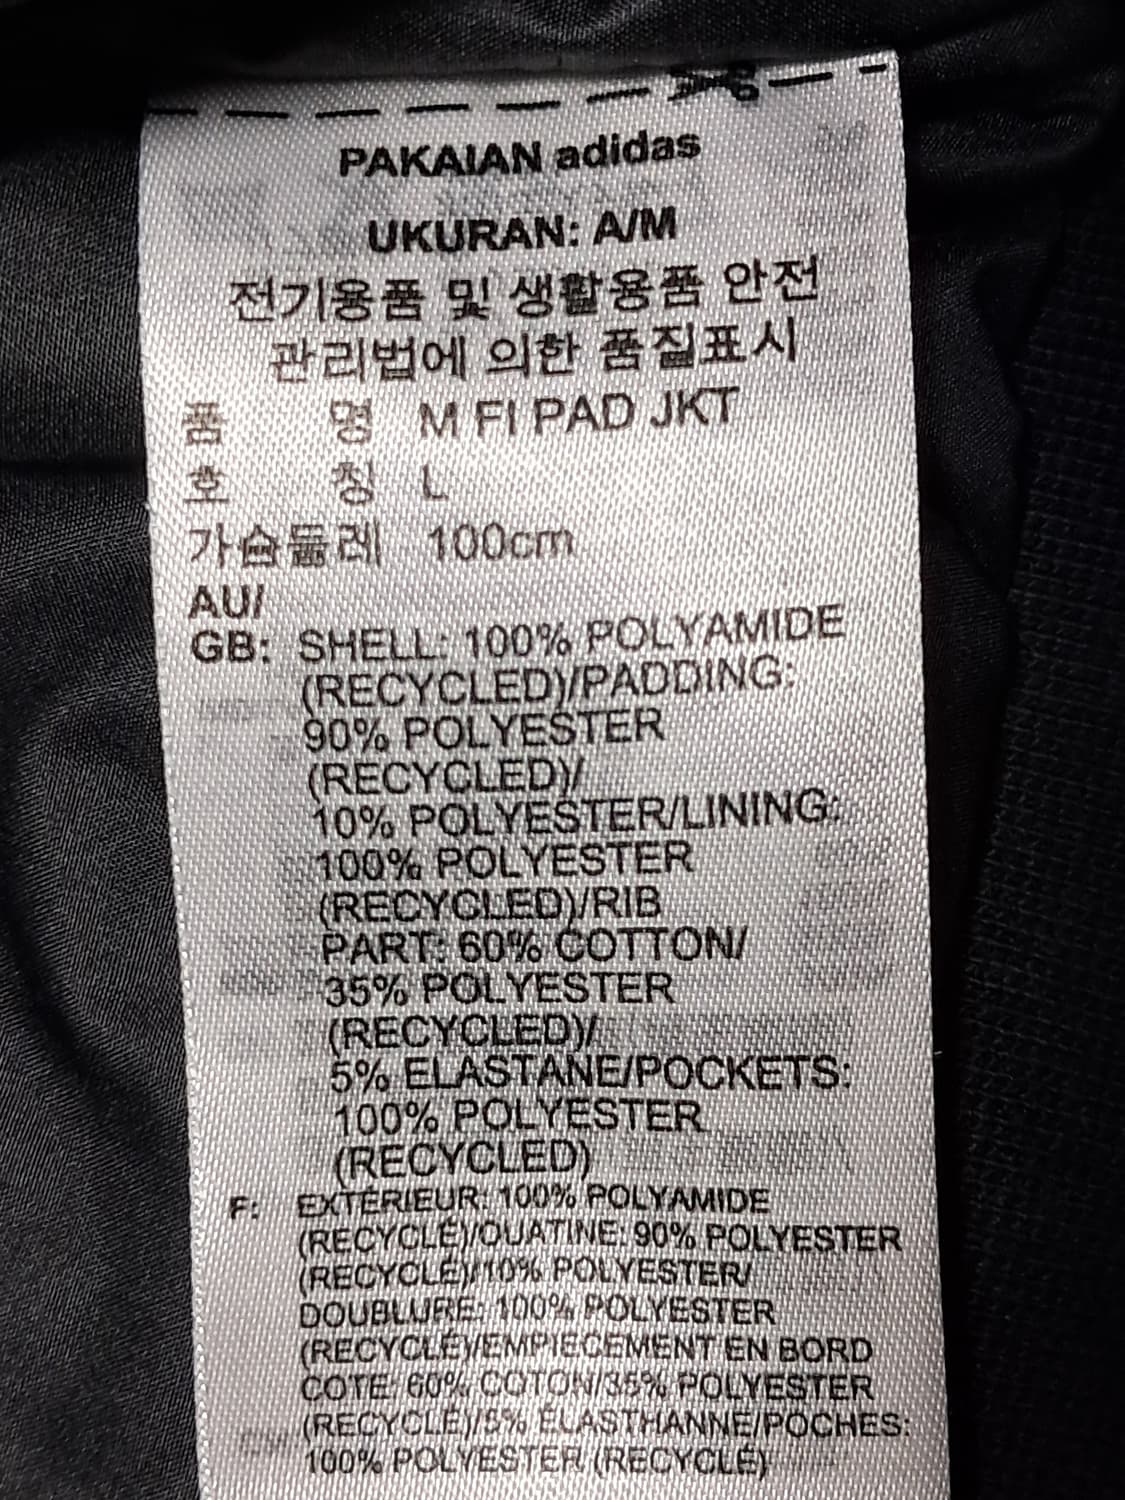 PAKAIAN adidas
UKURAN: A/M
전기용품 및 생활용품 안전
관리법에 의한 품질표시
품 명 M FI PAD JKT
호 칭 L
가슴둘레 100cm
AU/
GB: SHELL: 100% POLYAMIDE
(RECYCLED)/PADDING:
90% POLYESTER
(RECYCLED)/
10% POLYESTER/LINING:
100% POLYESTER
(RECYCLED)/RIB
PART: 60% COTTON/
35% POLYESTER
(RECYCLED)/
5% ELASTANE/POCKETS:
100% POLYESTER
(RECYCLED)
F: EXTÉRIEUR: 100% POLYAMIDE
(RECYCLÉ)/OUATINE: 90% POLYESTER
(RECYCLÉ)/10% POLYESTER/
DOUBLURE: 100% POLYESTER
(RECYCLÉ)/EMPIECEMENT EN BORD
COTE: 60% COTON/35% POLYESTER
(RECYCLÉ)/5% ÉLASTHANNE/POCHES:
100% POLYESTER (RECYCLÉ)